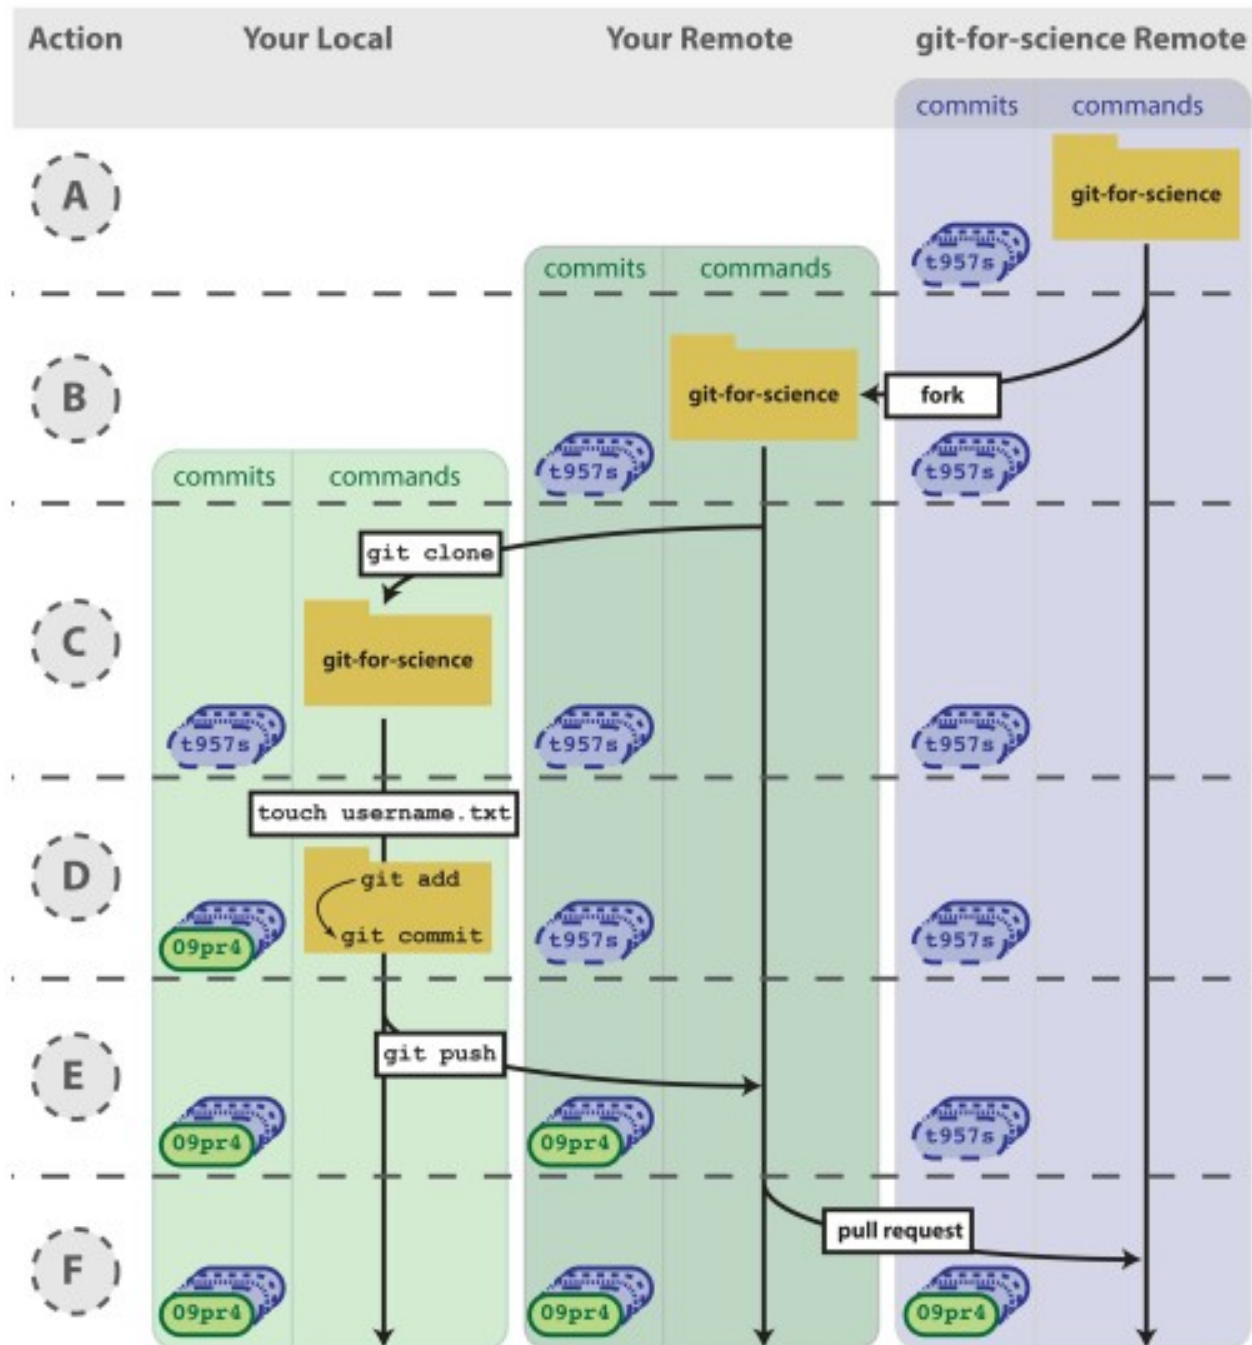 Action Your Local Your Remote git-for-science Remote
commits commands
A
git-for-science
t957s
commits commands
B
git-for-science
fork
t957s t957s
commits commands
git clone
C
git-for-science
t957s t957s t957s
touch username.txt
D
git add
git commit
09pr4 t957s t957s
E
git push
09pr4 09pr4 t957s
pull request
F
09pr4 09pr4 09pr4